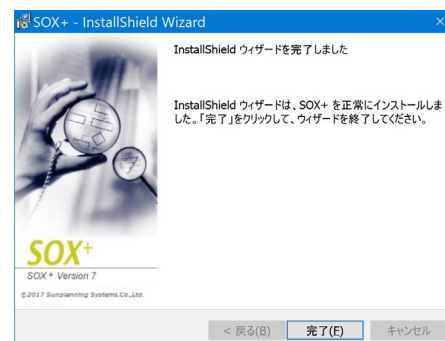 SOX+ - InstallShield Wizard
InstallShield ウィザードを完了しました
InstallShield ウィザードは、SOX+ を正常にインストールしま
した。「完了」をクリックして、ウィザードを終了してください。
SOX+
SOX+ Version 7
©2017 Sunplanning Systems.Co.,Ltd.
< 戻る(B)
完了(F)
キャンセル